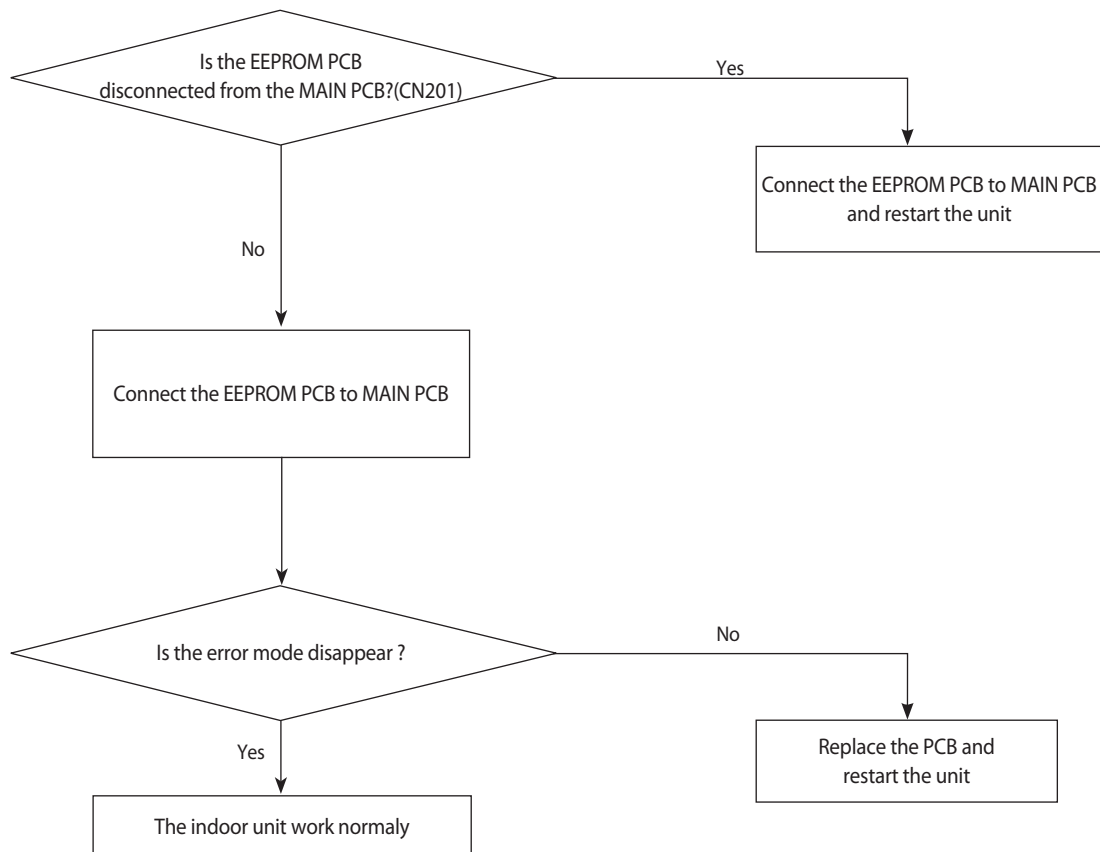 Is the EEPROM PCB
disconnected from the MAIN PCB?(CN201)
Yes
Connect the EEPROM PCB to MAIN PCB
and restart the unit
No
Connect the EEPROM PCB to MAIN PCB
Is the error mode disappear ?
No
Yes
Replace the PCB and
restart the unit
The indoor unit work normaly